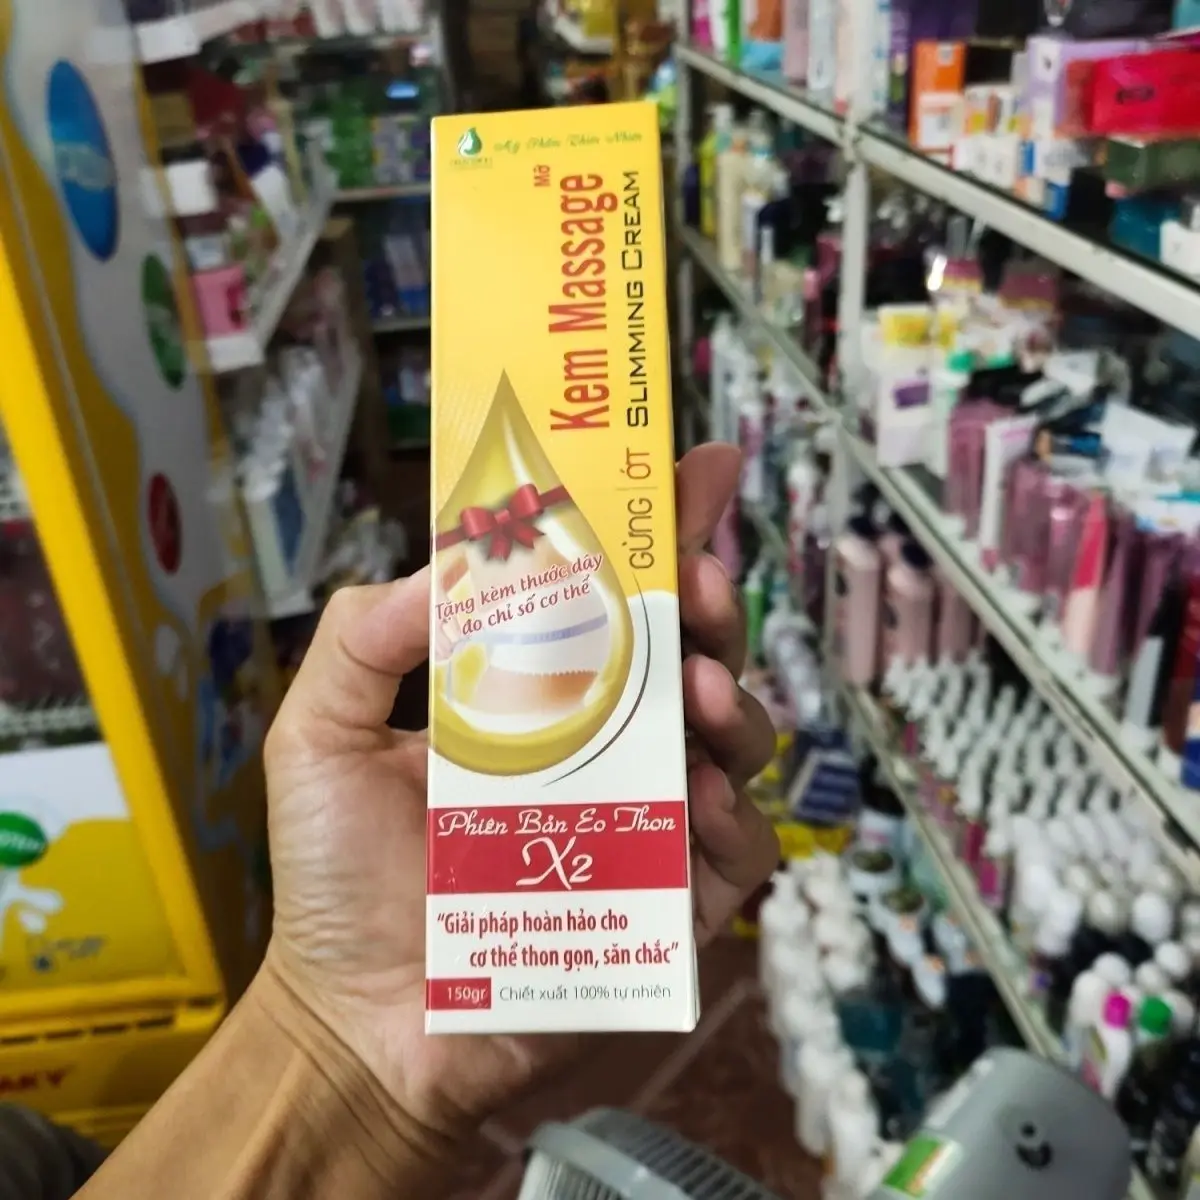 Mỹ Phẩm Thiên Nhiên
Kem Massage
Mỡ
GỪNG | ỚT SLIMMING CREAM
Tặng kèm thước dây
đo chỉ số cơ thể
Phiên Bản Eo Thon
X2
"Giải pháp hoàn hảo cho
cơ thể thon gọn, săn chắc"
150gr Chiết xuất 100% tự nhiên